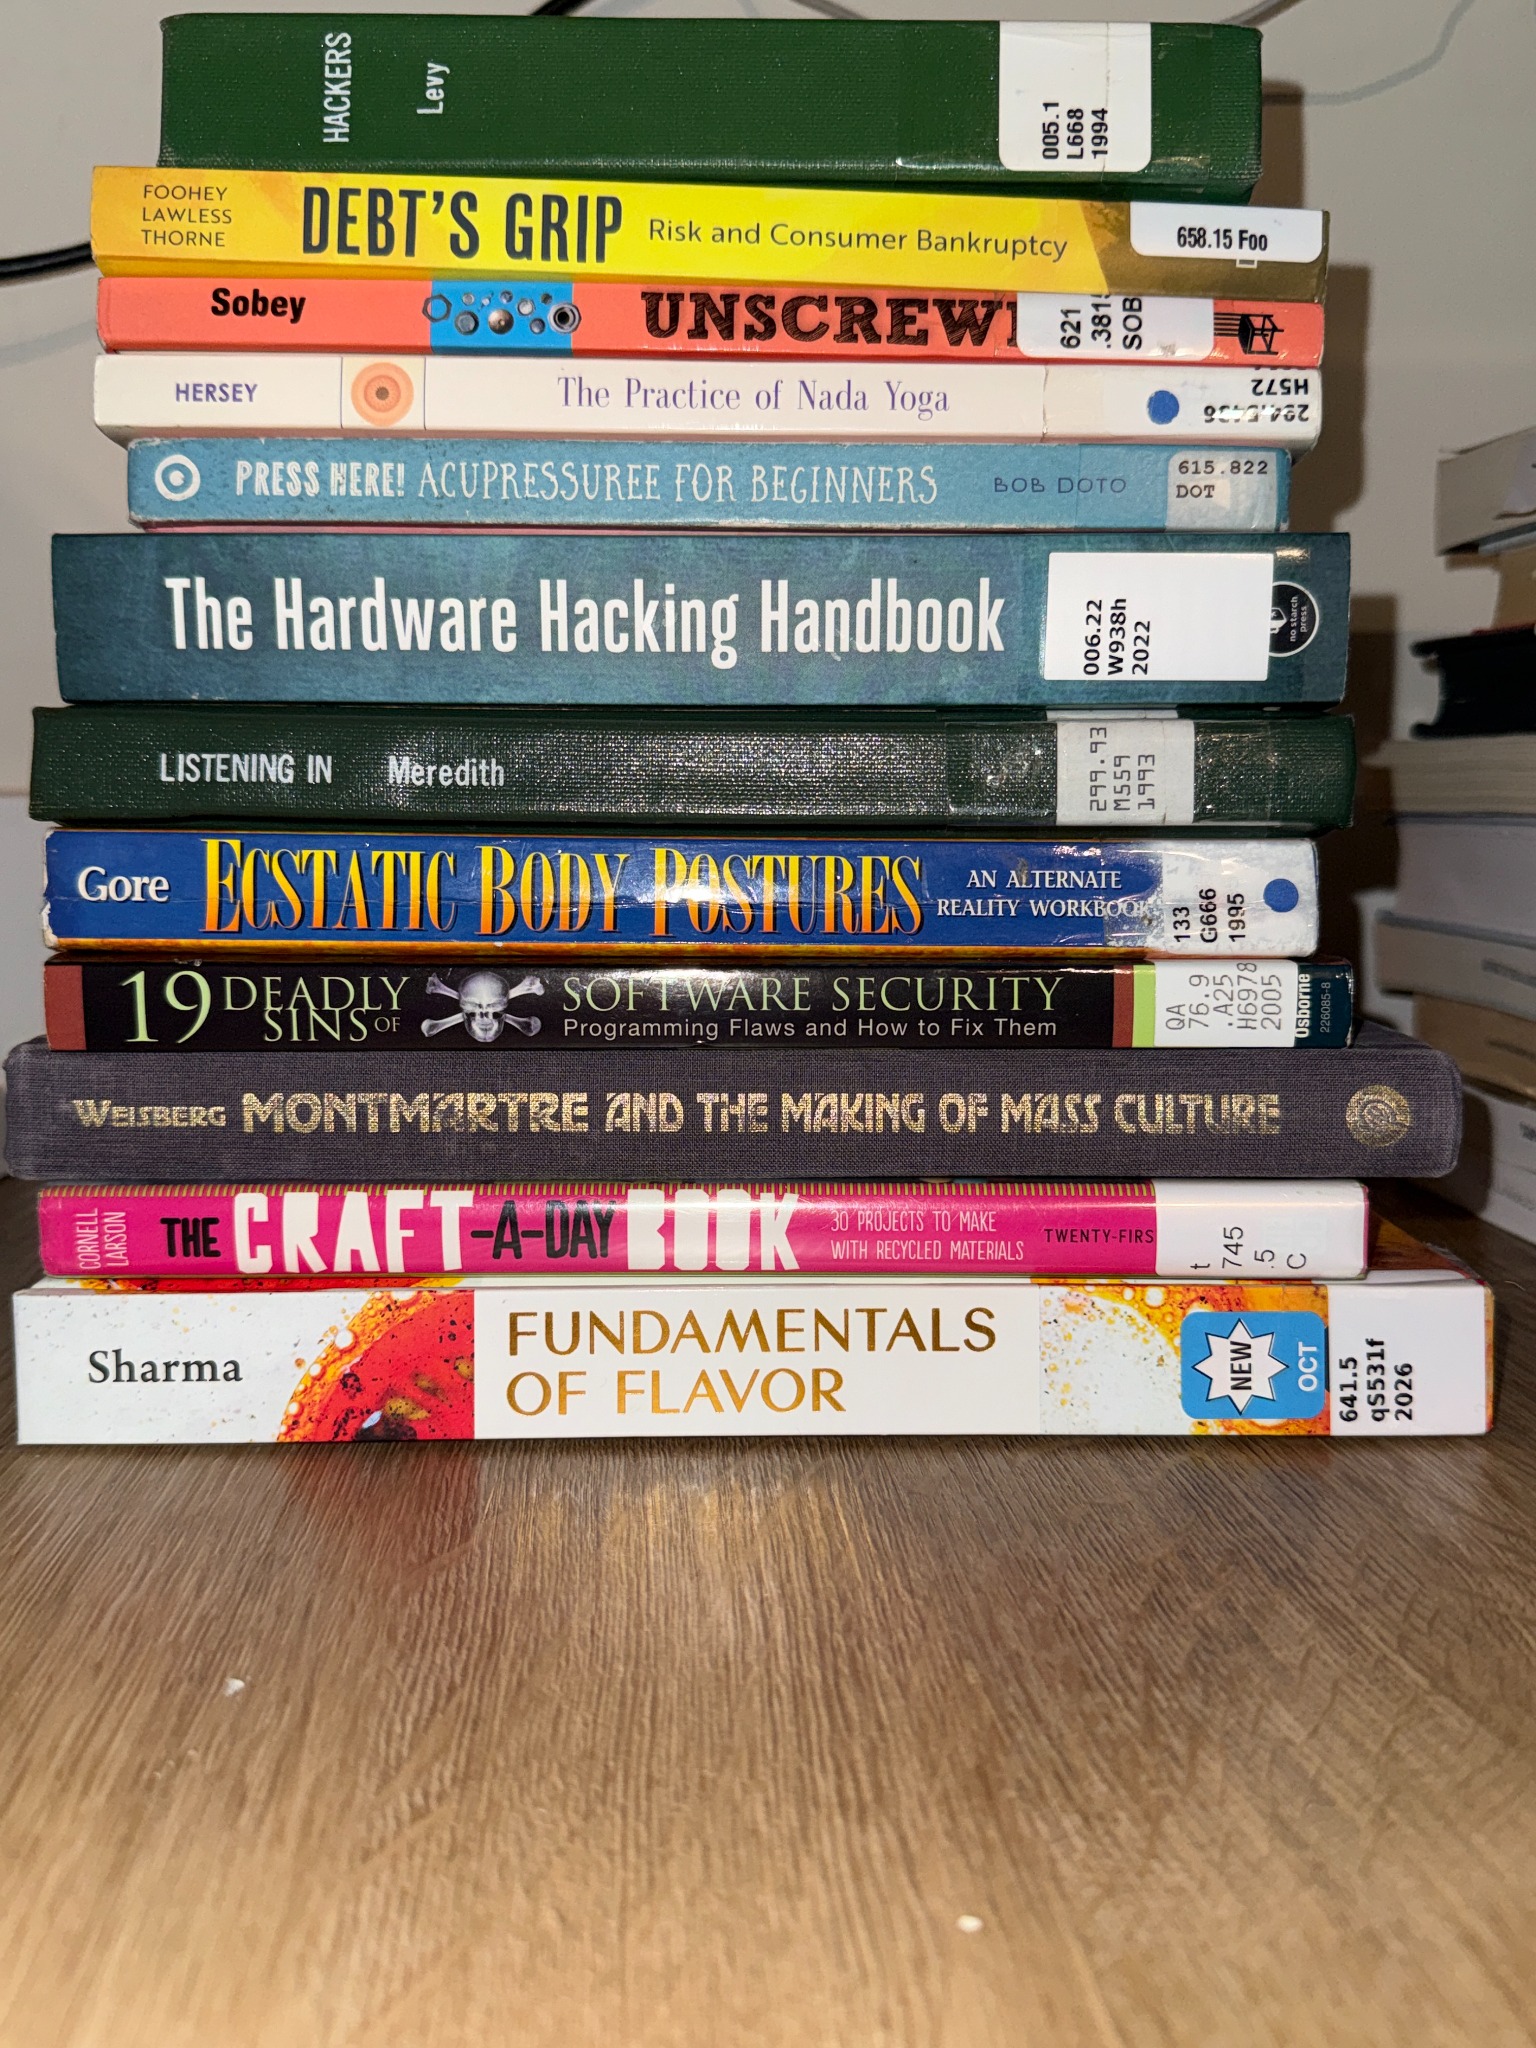 HACKERS
Levy
005.1
L668
1994
FOOHEY
LAWLESS
THORNE
DEBT'S GRIP
Risk and Consumer Bankruptcy
658.15 Foo
Sobey
UNSCREW
621
.381
SOB
HERSEY
The Practice of Nada Yoga
H572
294.5436
PRESS HERE! ACUPRESSUREE FOR BEGINNERS
BOB DOTO
615.822
DOT
The Hardware Hacking Handbook
006.22
W938h
2022
no starch
press
LISTENING IN
Meredith
299.93
M559
1993
Gore
ECSTATIC BODY POSTURES
AN ALTERNATE
REALITY WORKBOOK
133
G666
1995
19 DEADLY
SINS OF
SOFTWARE SECURITY
Programming Flaws and How to Fix Them
QA
76.9
.A25
H6978
2005
Osborne
226085-8
WEISBERG
MONTMARTRE AND THE MAKING OF MASS CULTURE
CORNELL
LARSON
THE CRAFT-A-DAY BOOK
30 PROJECTS TO MAKE
WITH RECYCLED MATERIALS
TWENTY-FIRS
t
745
.5
C
Sharma
FUNDAMENTALS
OF FLAVOR
NEW
OCT
641.5
qS531f
2026